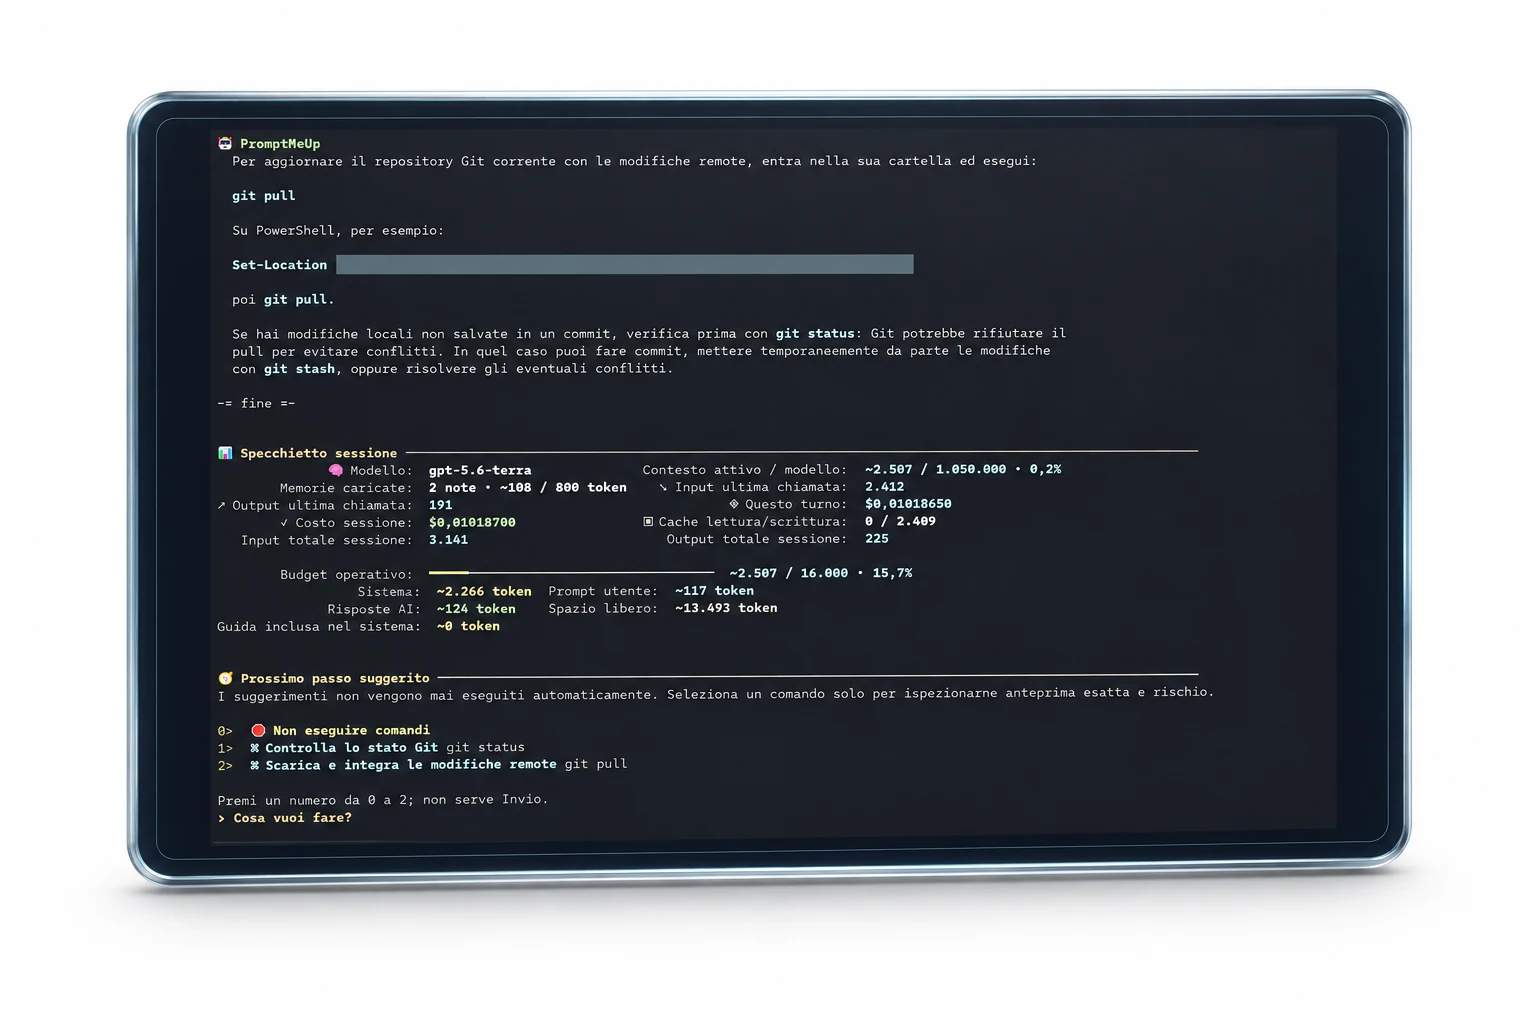 PromptMeUp
Per aggiornare il repository Git corrente con le modifiche remote, entra nella sua cartella ed esegui:
git pull
Su PowerShell, per esempio:
Set-Location
poi git pull.
Se hai modifiche locali non salvate in un commit, verifica prima con git status: Git potrebbe rifiutare il
pull per evitare conflitti. In quel caso puoi fare commit, mettere temporaneemente da parte le modifiche
con git stash, oppure risolvere gli eventuali conflitti.
-= fine =-
Specchietto sessione
Modello: gpt-5.6-terra Contesto attivo / modello: ~2.507 / 1.050.000 • 0,2%
Memorie caricate: 2 note • ~108 / 800 token ↘ Input ultima chiamata: 2.412
↗ Output ultima chiamata: 191 Questo turno: $0,01018650
✓ Costo sessione: $0,01018700 Cache lettura/scrittura: 0 / 2.409
Input totale sessione: 3.141 Output totale sessione: 225
Budget operativo: ~2.507 / 16.000 • 15,7%
Sistema: ~2.266 token Prompt utente: ~117 token
Risposte AI: ~124 token Spazio libero: ~13.493 token
Guida inclusa nel sistema: ~0 token
Prossimo passo suggerito
I suggerimenti non vengono mai eseguiti automaticamente. Seleziona un comando solo per ispezionarne anteprima esatta e rischio.
0> Non eseguire comandi
1> ⌘ Controlla lo stato Git git status
2> ⌘ Scarica e integra le modifiche remote git pull
Premi un numero da 0 a 2; non serve Invio.
> Cosa vuoi fare?